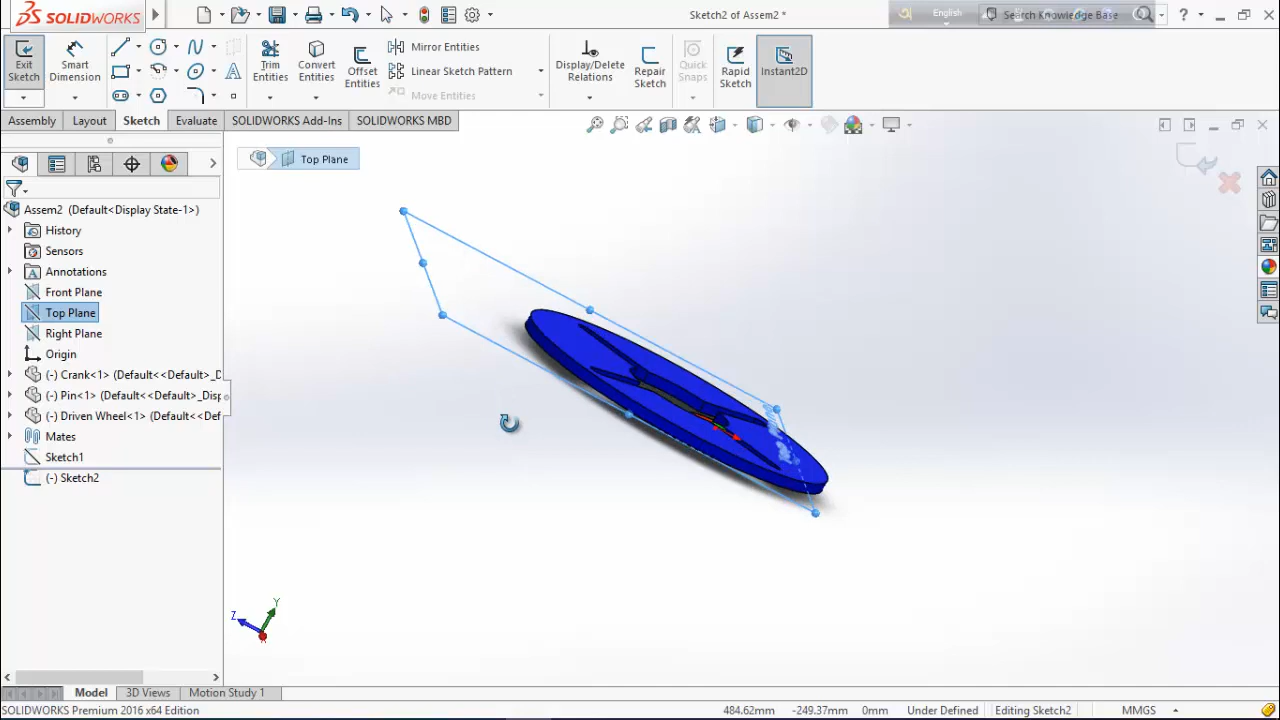 SOLIDWORKS
Sketch2 of Assem2 *
English
Search Knowledge Base
?
Exit Sketch
Smart Dimension
Trim Entities
Convert Entities
Offset Entities
Mirror Entities
Linear Sketch Pattern
Move Entities
Display/Delete Relations
Repair Sketch
Quick Snaps
Rapid Sketch
Instant2D
Assembly Layout Sketch Evaluate SOLIDWORKS Add-Ins SOLIDWORKS MBD
Top Plane
Assem2 (Default<Display State-1>)
History
Sensors
Annotations
Front Plane
Top Plane
Right Plane
Origin
(-) Crank<1> (Default<<Default>_D
(-) Pin<1> (Default<<Default>_Disp
(-) Driven Wheel<1> (Default<<Def
Mates
Sketch1
(-) Sketch2
Y
Z
Model 3D Views Motion Study 1
SOLIDWORKS Premium 2016 x64 Edition 484.62mm -249.37mm 0mm Under Defined Editing Sketch2 MMGS